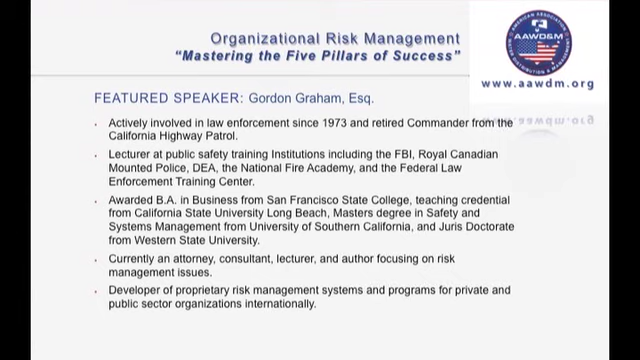 Organizational Risk Management
"Mastering the Five Pillars of Success"
AMERICAN ASSOCIATION
AAWD&M
WATER DISTRIBUTION & MANAGEMENT
www.aawdm.org
FEATURED SPEAKER: Gordon Graham, Esq.
• Actively involved in law enforcement since 1973 and retired Commander from the
California Highway Patrol.
• Lecturer at public safety training Institutions including the FBI, Royal Canadian
Mounted Police, DEA, the National Fire Academy, and the Federal Law
Enforcement Training Center.
• Awarded B.A. in Business from San Francisco State College, teaching credential
from California State University Long Beach, Masters degree in Safety and
Systems Management from University of Southern California, and Juris Doctorate
from Western State University.
• Currently an attorney, consultant, lecturer, and author focusing on risk
management issues.
• Developer of proprietary risk management systems and programs for private and
public sector organizations internationally.